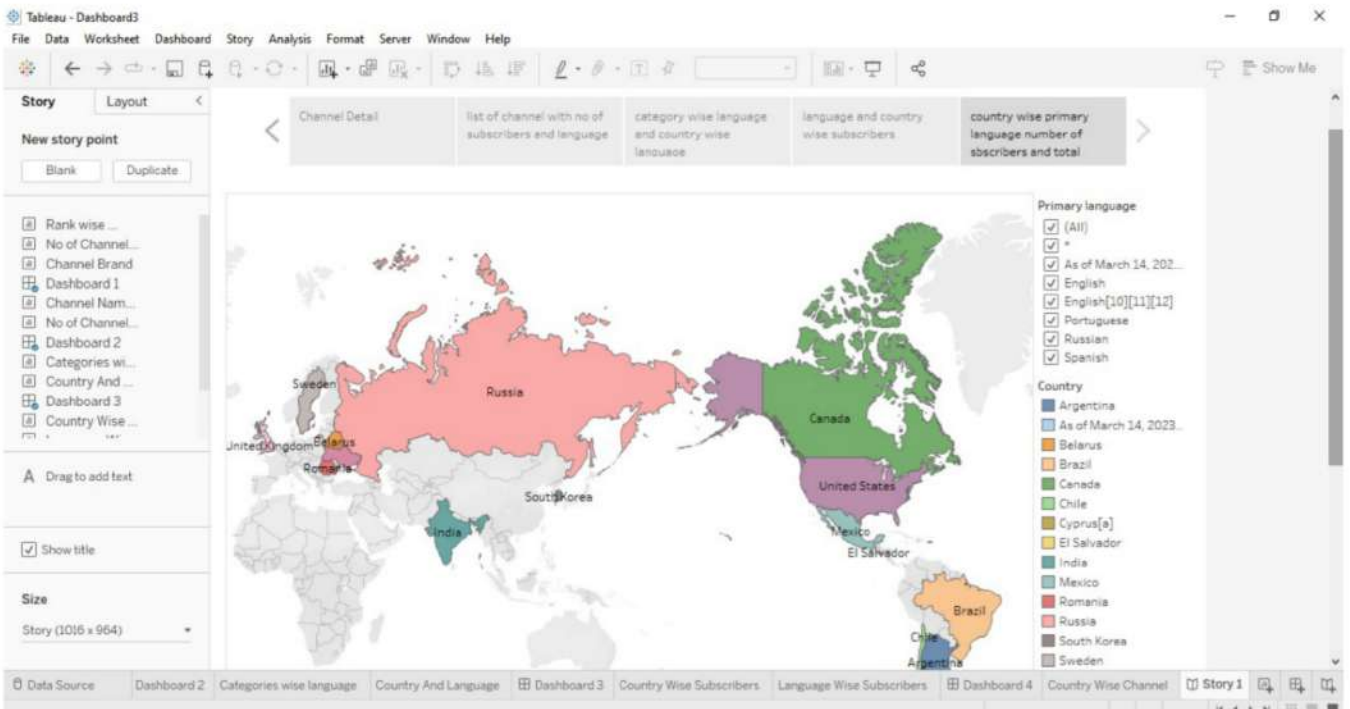 Tableau - Dashboard3
File Data Worksheet Dashboard Story Analysis Format Server Window Help
Show Me
Story Layout
New story point
Blank Duplicate
Rank wise ...
No of Channel...
Channel Brand
Dashboard 1
Channel Nam...
No of Channel...
Dashboard 2
Categories wi...
Country And ...
Dashboard 3
Country Wise ...
A Drag to add text
Show title
Size
Story (1016 x 964)
Channel Detail
list of channel with no of
subscribers and language
category wise language
and country wise
language
language and country
wise subscribers
country wise primary
language number of
sbscribers and total
Sweden
Russia
United Kingdom
Belarus
Romania
South Korea
India
Canada
United States
Mexico
El Salvador
Brazil
Chile
Argentina
Primary language
(All)
*
As of March 14, 202...
English
English[10][11][12]
Portuguese
Russian
Spanish
Country
Argentina
As of March 14, 2023...
Belarus
Brazil
Canada
Chile
Cyprus[a]
El Salvador
India
Mexico
Romania
Russia
South Korea
Sweden
Data Source Dashboard 2 Categories wise language Country And Language Dashboard 3 Country Wise Subscribers Language Wise Subscribers Dashboard 4 Country Wise Channel Story 1